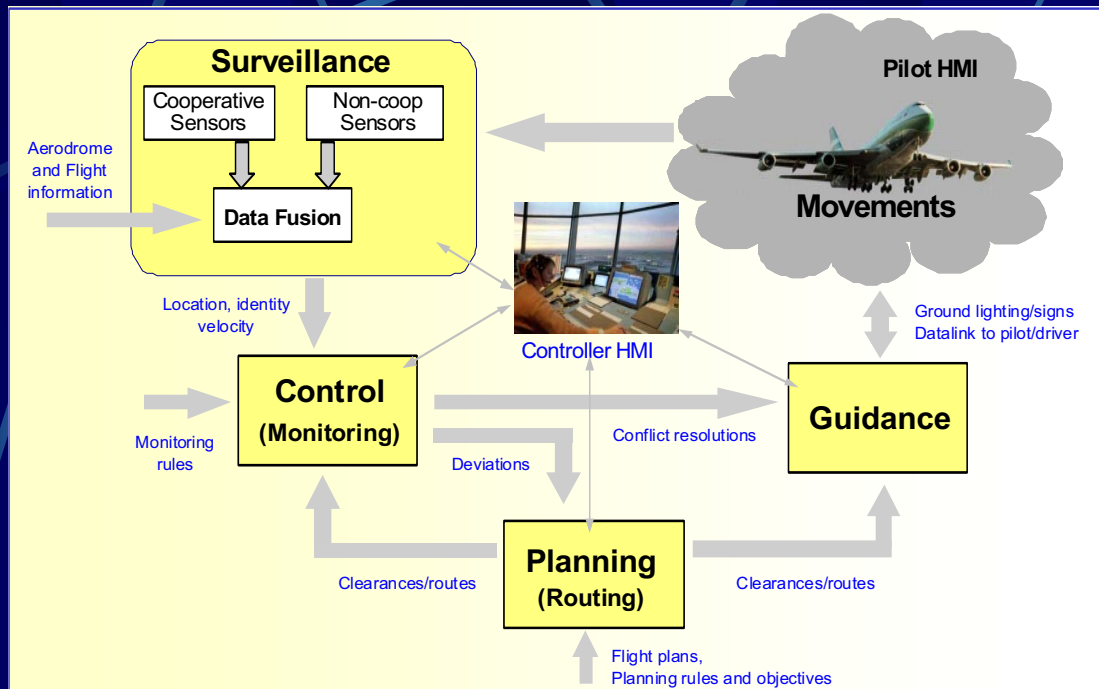 Surveillance
Cooperative
Sensors
Non-coop
Sensors
Data Fusion
Aerodrome
and Flight
information
Pilot HMI
Movements
Location, identity
velocity
Controller HMI
Ground lighting/signs
Datalink to pilot/driver
Control
(Monitoring)
Monitoring
rules
Conflict resolutions
Deviations
Guidance
Planning
(Routing)
Clearances/routes
Clearances/routes
Flight plans,
Planning rules and objectives